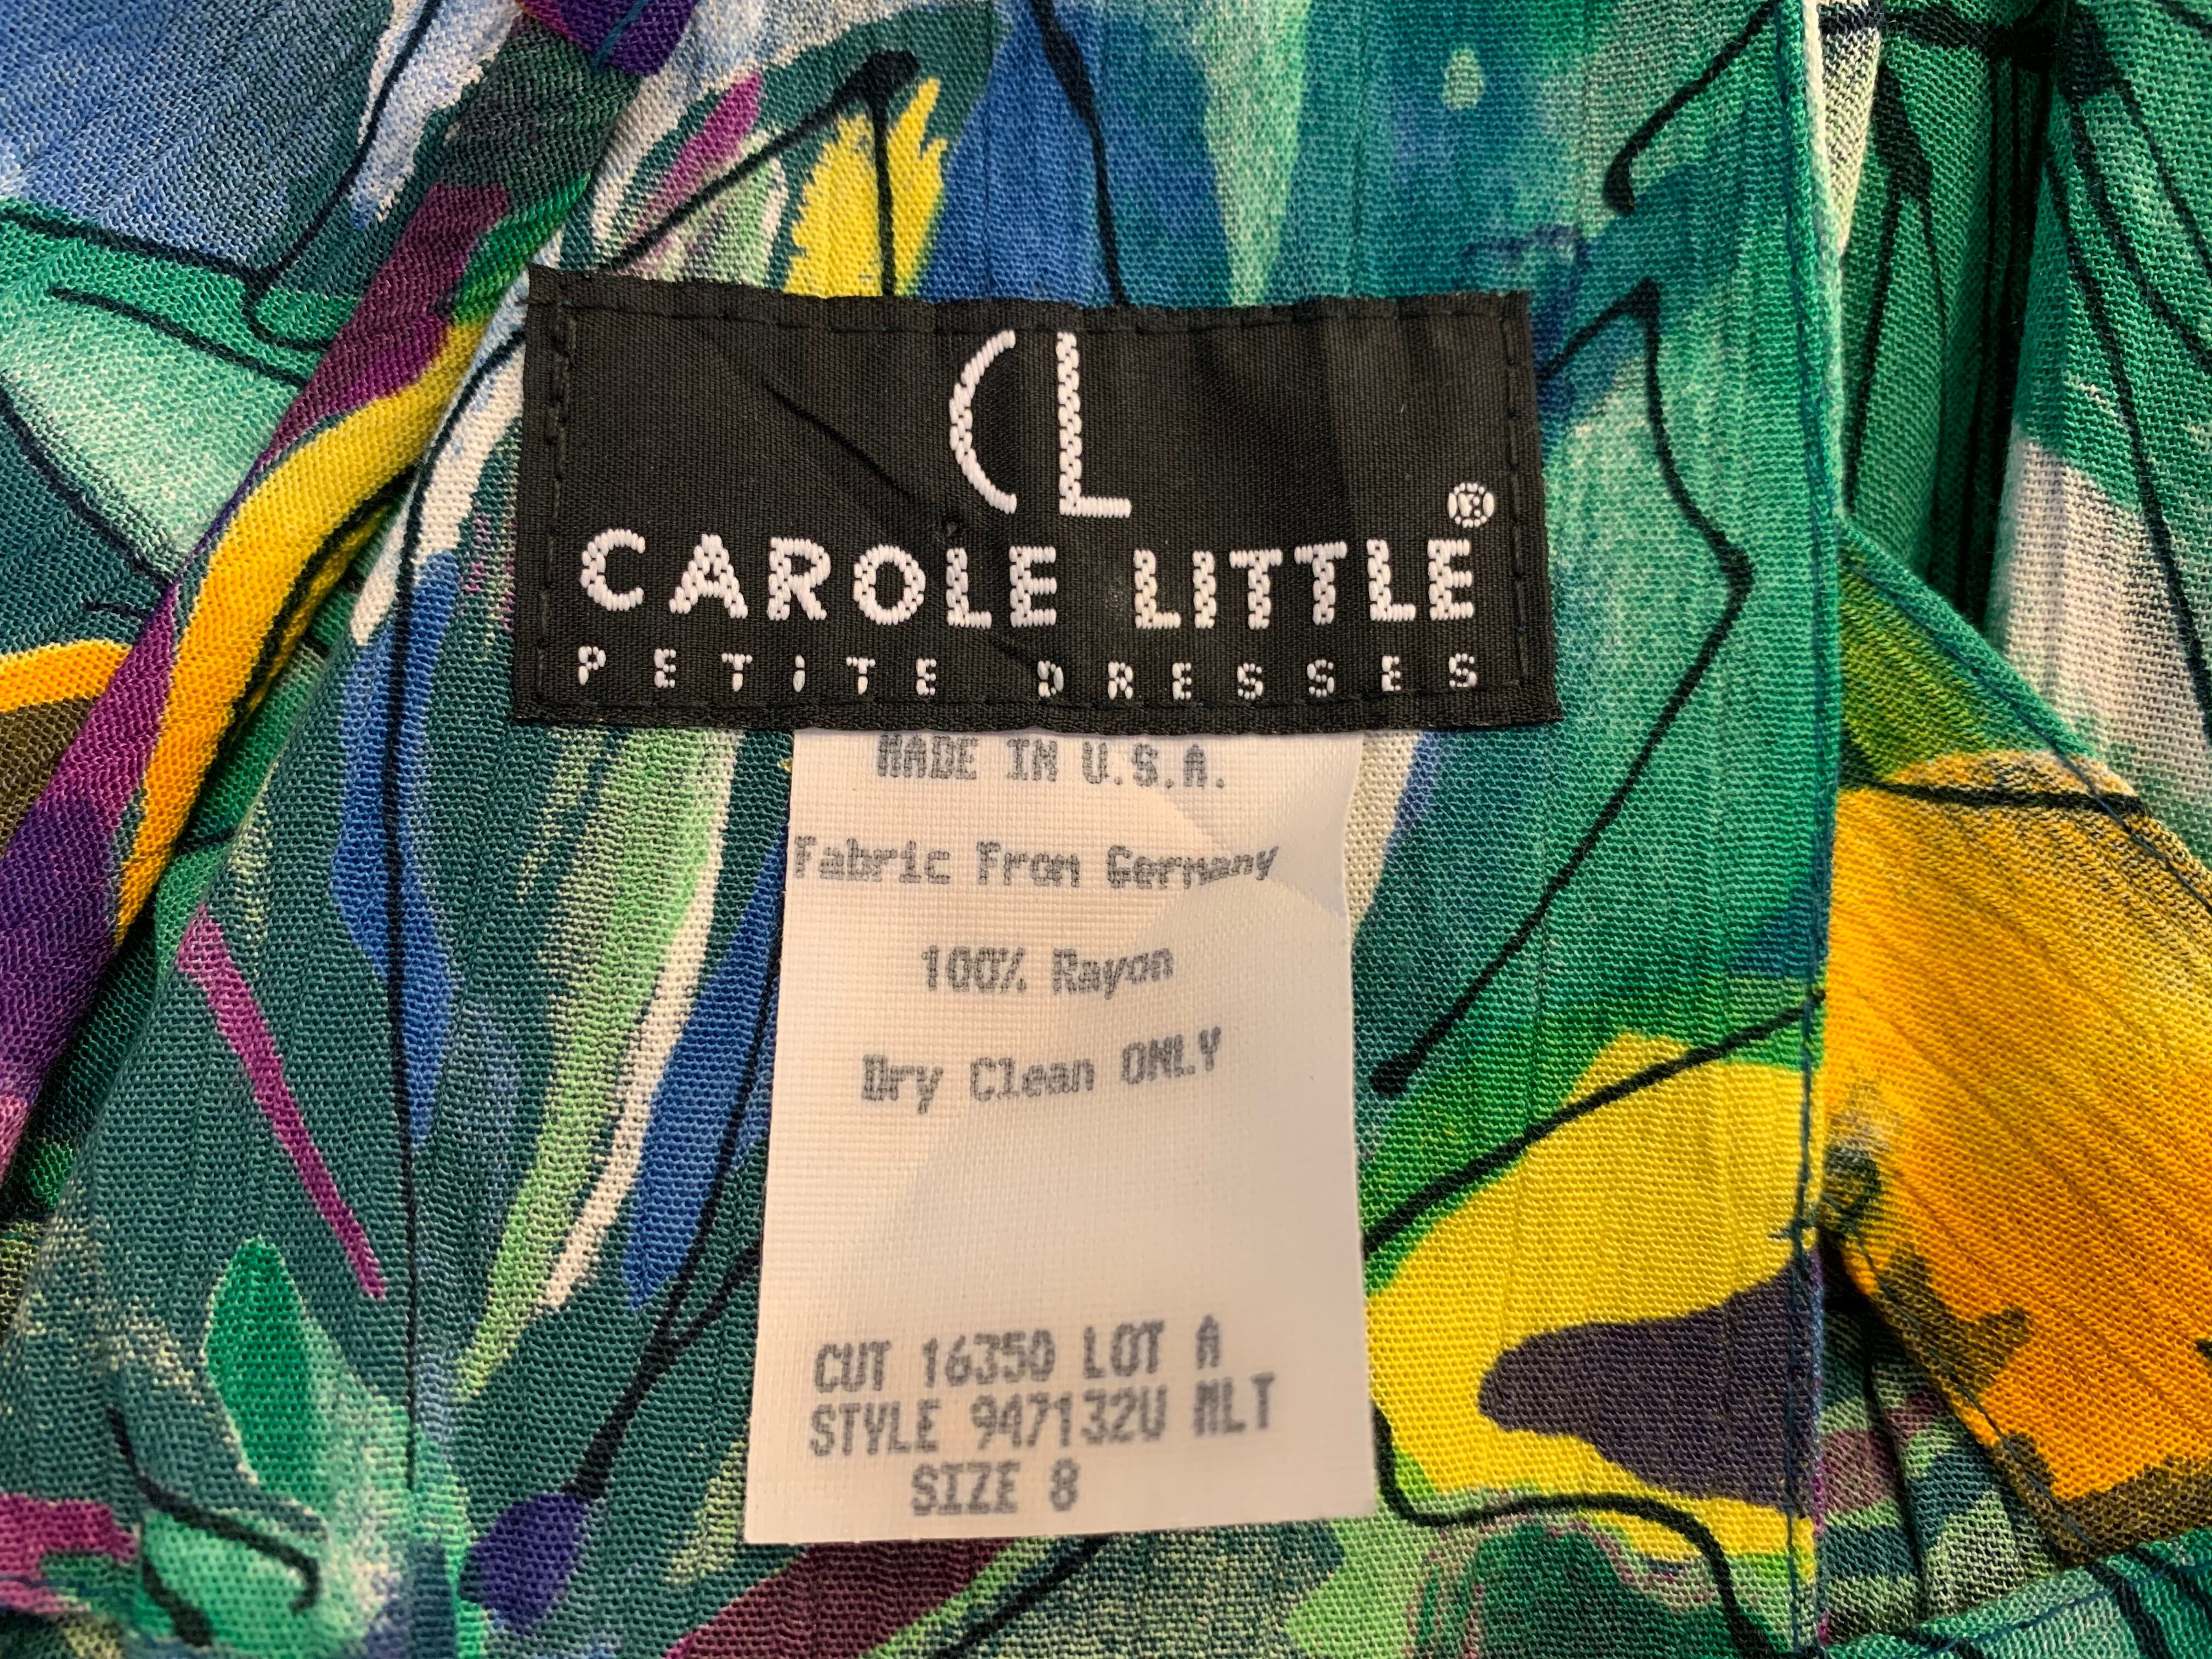 CL
CAROLE LITTLE®
PETiTE DRESSES
MADE IN U.S.A.
Fabric From Germany
100% Rayon
Dry Clean ONLY
CUT 16350 LOT A
STYLE 947132U MLT
SIZE 8